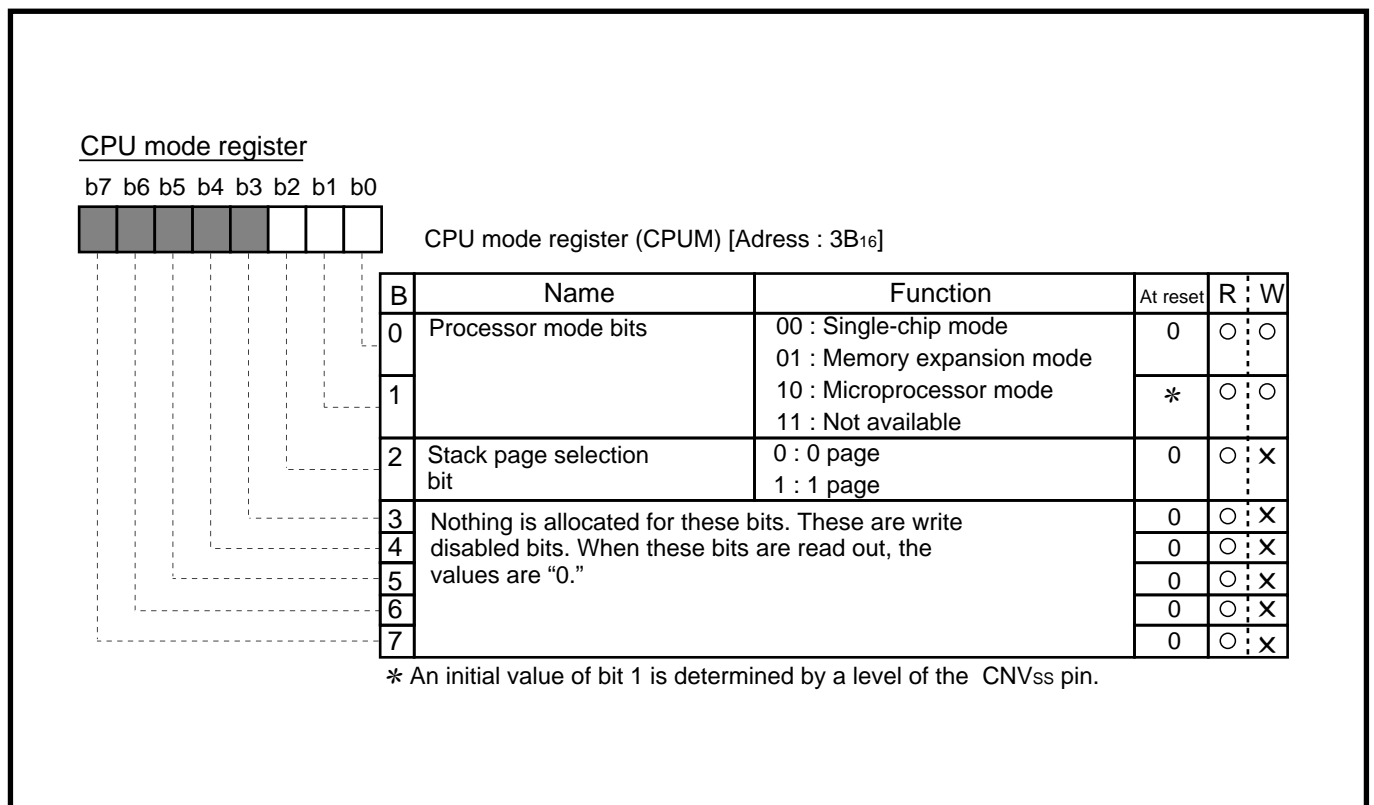 CPU mode register
b7 b6 b5 b4 b3 b2 b1 b0
CPU mode register (CPUM) [Adress : 3B16]
B Name Function At reset R W
0 Processor mode bits 00 : Single-chip mode 0 ○ ○
01 : Memory expansion mode
1 10 : Microprocessor mode * ○ ○
11 : Not available
2 Stack page selection 0 : 0 page 0 ○ ×
bit 1 : 1 page
3 Nothing is allocated for these bits. These are write 0 ○ ×
4 disabled bits. When these bits are read out, the 0 ○ ×
5 values are “0.” 0 ○ ×
6 0 ○ ×
7 0 ○ ×
* An initial value of bit 1 is determined by a level of the CNVSS pin.